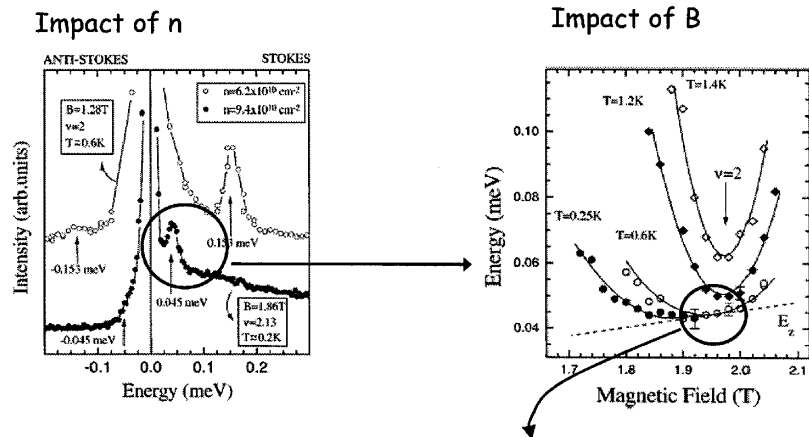 Impact of n
Impact of B
ANTI-STOKES
STOKES
n=6.2x10¹⁰ cm⁻²
n=9.4x10¹⁰ cm⁻²
B=1.28T
ν=2
T≈0.6K
0.153 meV
-0.153 meV
0.045 meV
-0.045 meV
B=1.86T
ν=2.13
T≈0.2K
Intensity (arb.units)
-0.1 0.0 0.1 0.2
Energy (meV)
T=1.4K
T=1.2K
ν=2
T=0.25K
T=0.6K
E_z
0.10
0.08
0.06
0.04
Energy (meV)
1.7 1.8 1.9 2.0 2.1
Magnetic Field (T)